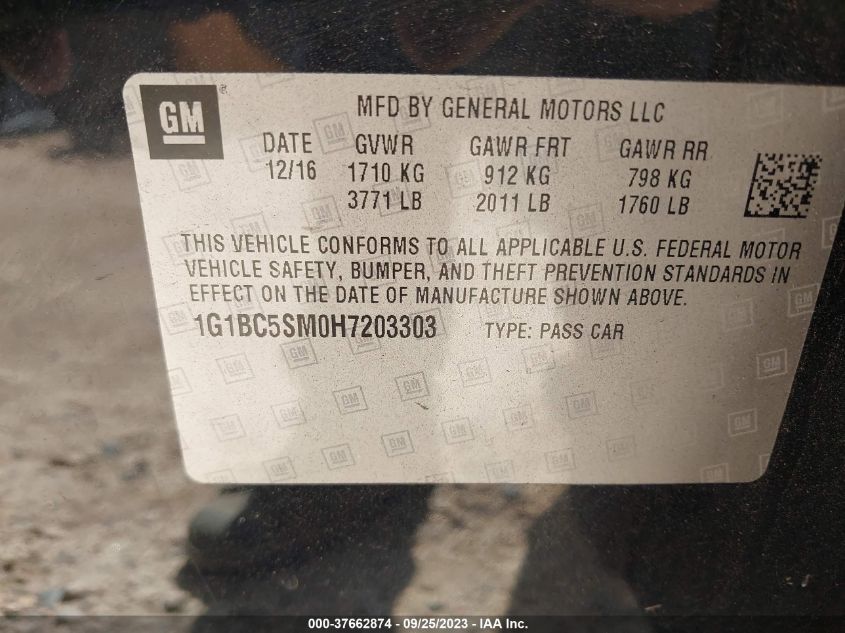 GM
MFD BY GENERAL MOTORS LLC
DATE GVWR GAWR FRT GAWR RR
12/16 1710 KG 912 KG 798 KG
3771 LB 2011 LB 1760 LB
THIS VEHICLE CONFORMS TO ALL APPLICABLE U.S. FEDERAL MOTOR
VEHICLE SAFETY, BUMPER, AND THEFT PREVENTION STANDARDS IN
EFFECT ON THE DATE OF MANUFACTURE SHOWN ABOVE.
1G1BC5SM0H7203303 TYPE: PASS CAR
000-37662874 - 09/25/2023 - IAA Inc.